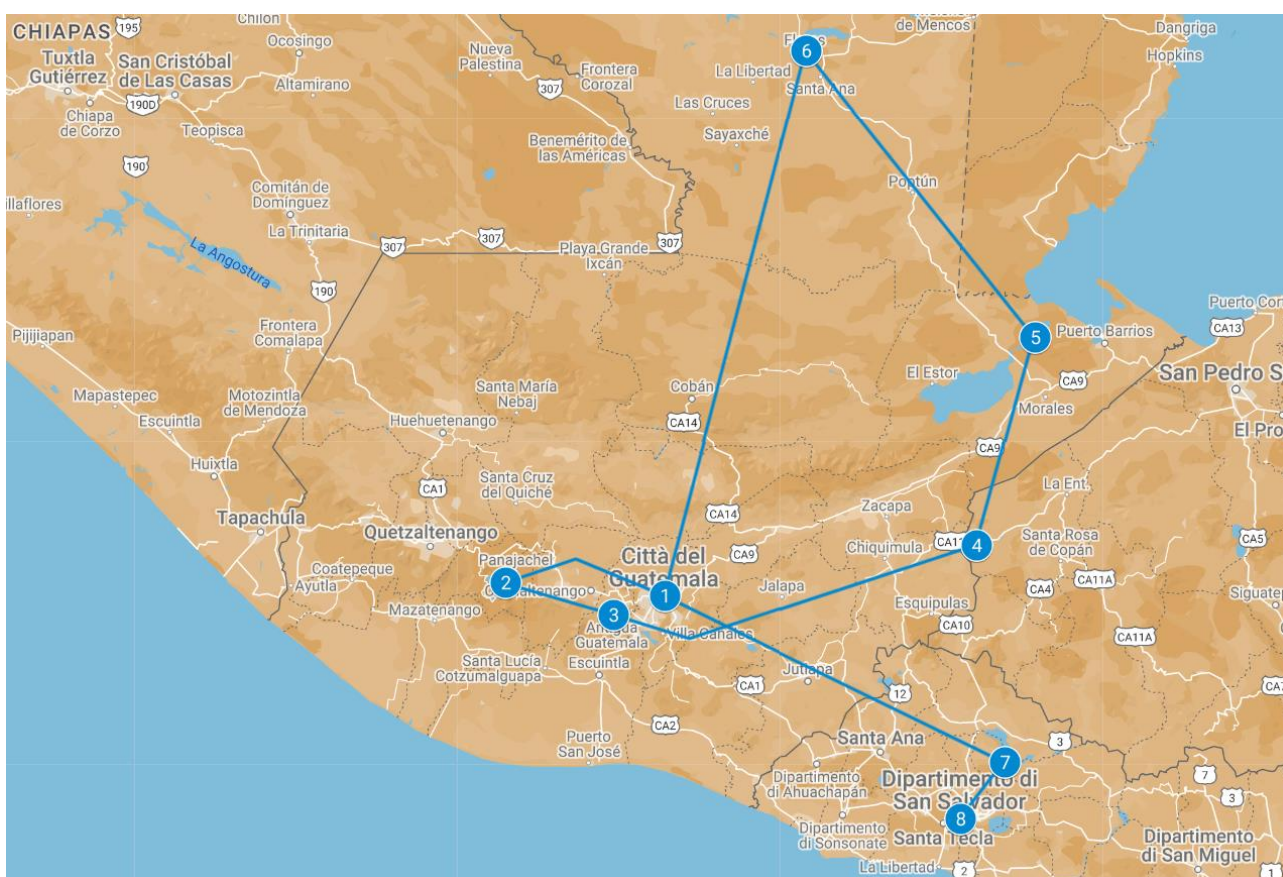 CHIAPAS
195
Chilón
Tuxtla
Gutiérrez
San Cristóbal
de Las Casas
Ocosingo
190D
Altamirano
Chiapa
de Corzo
Teopisca
190
Nueva
Palestina
307
Frontera
Corozal
Benemérito de
las Américas
de Mencos
Dangriga
Hopkins
6
La Libertad
Santa Ana
Las Cruces
Sayaxché
Poptún
illaflores
Comitán de
Domínguez
La Trinitaria
La Angostura
307
307
307
Playa Grande
Ixcán
190
Pijijiapan
Frontera
Comalapa
Mapastepec
Motozintla
de Mendoza
Escuintla
Huixtla
Tapachula
Santa María
Nebaj
Huehuetenango
Cobán
CA14
El Estor
5
Puerto Barrios
CA9
Morales
CA13
San Pedro S
El Pro
CA1
Santa Cruz
del Quiché
CA14
CA9
Zacapa
La Ent.
Quetzaltenango
Panajachel
2
Città del
Guatemala
1
CA9
Chiquimula
CA11
4
Santa Rosa
de Copán
CA5
CA4
CA11A
Ayutla
Coatepeque
Mazatenango
3
Guatemala
Jalapa
Villa Canales
Esquipulas
CA10
CA11A
Santa Lucía
Cotzumalguapa
Escuintla
CA1
Jutiapa
12
CA2
Puerto
San José
Santa Ana
3
7
Dipartimento
di Ahuachapán
Dipartimento di
San Salvador
8
Santa Tecla
Dipartimento
di Sonsonate
La Libertad
2
7
3
Dipartimento
di San Miguel
1